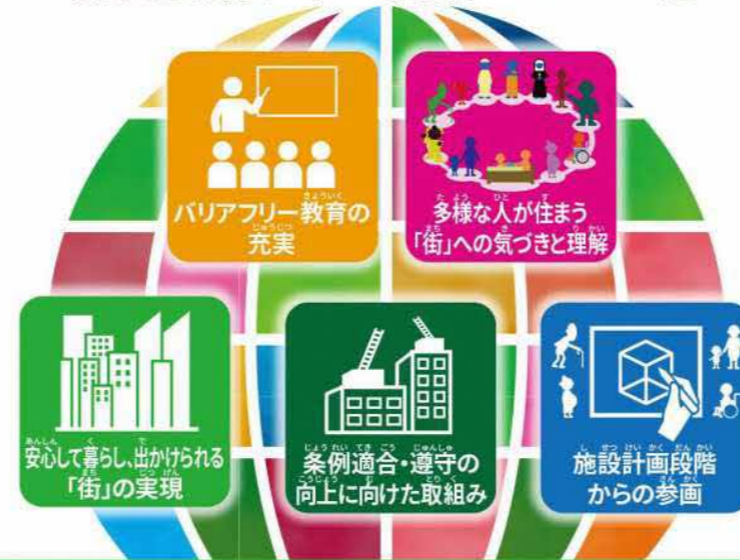 バリアフリー教育の
充実
多様な人が住まう
「街」への気づきと理解
安心して暮らし、出かけられる
「街」の実現
条例適合・遵守の
向上に向けた取組み
施設計画段階
からの参画